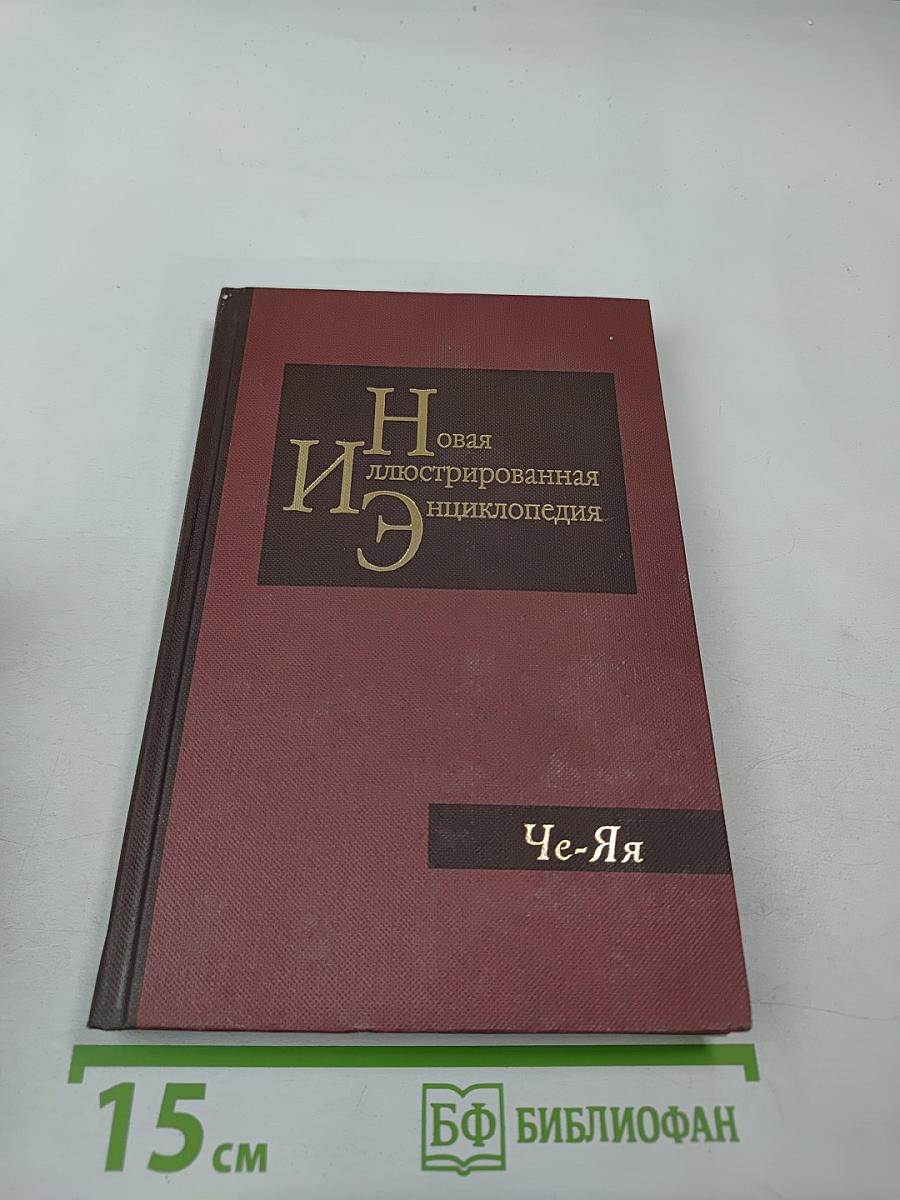 Новая
Иллюстрированная
Энциклопедия
Че-Яя
15 см
БФ БИБЛИОФАН